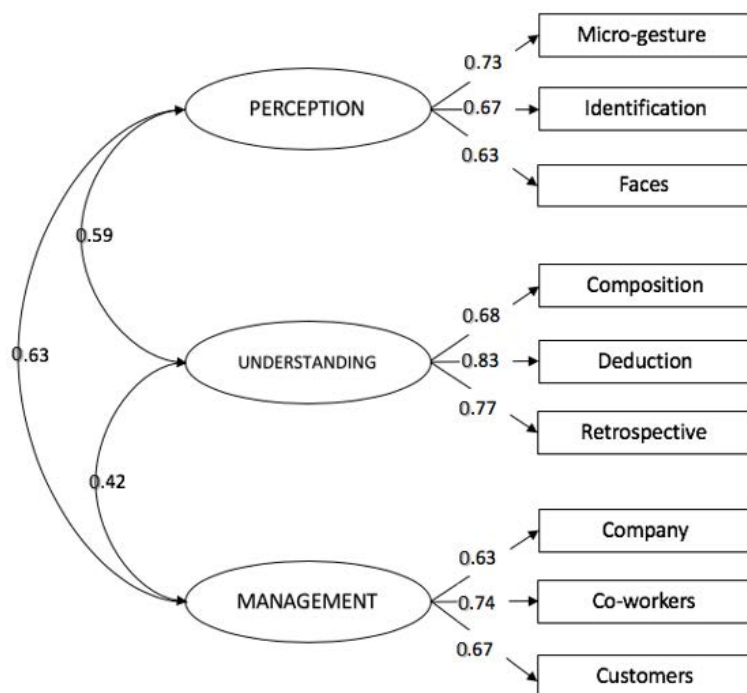 Micro-gesture
0.73
PERCEPTION
0.67
Identification
0.63
Faces
0.59
Composition
0.68
0.63
UNDERSTANDING
0.83
Deduction
0.77
Retrospective
0.42
Company
0.63
MANAGEMENT
0.74
Co-workers
0.67
Customers